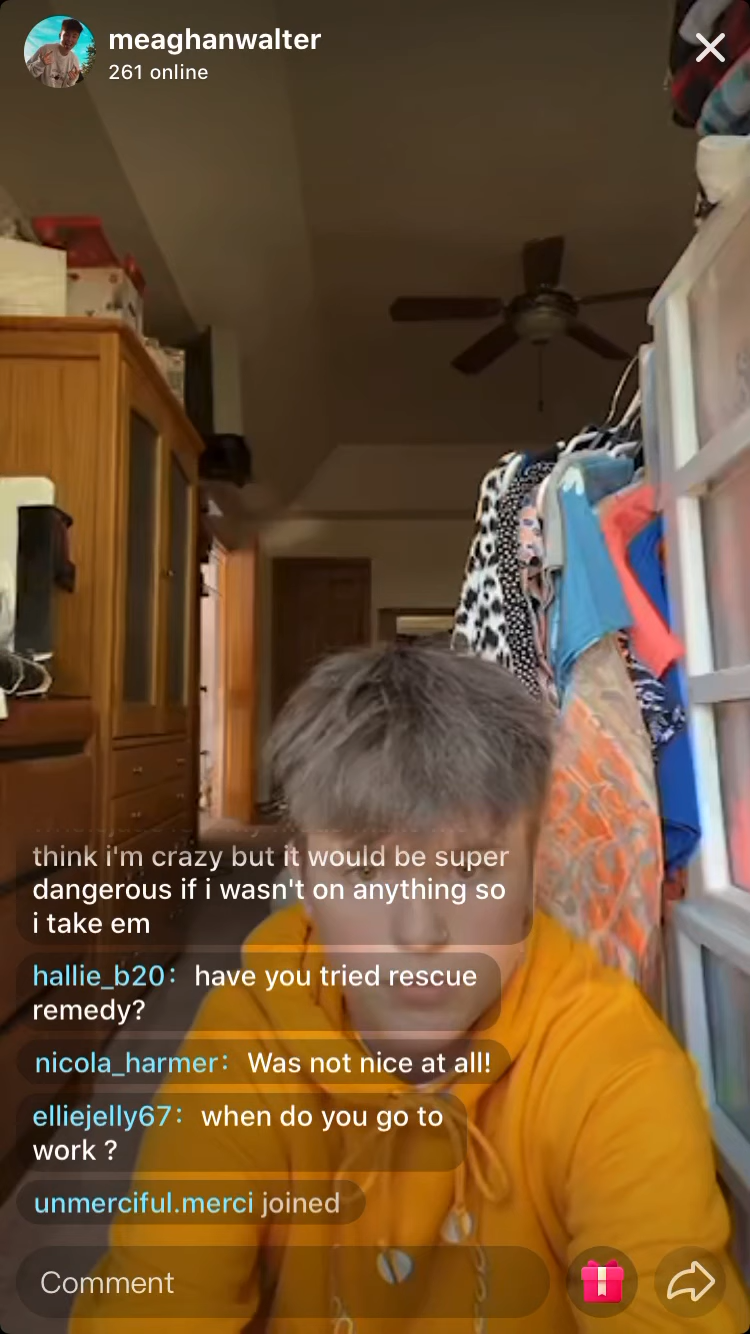 meaghanwalter
261 online
think i'm crazy but it would be super
dangerous if i wasn't on anything so
i take em
hallie_b20: have you tried rescue
remedy?
nicola_harmer: Was not nice at all!
elliejelly67: when do you go to
work ?
unmerciful.merci joined
Comment